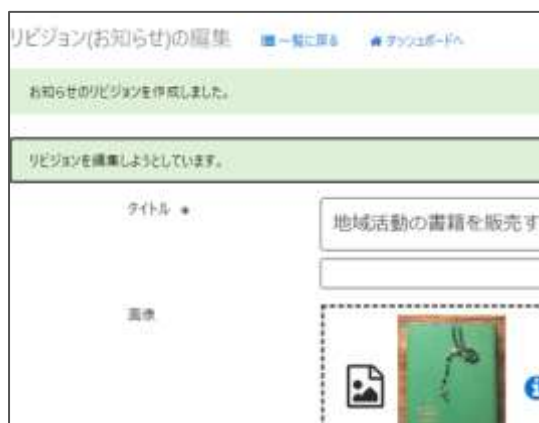 リビジョン(お知らせ)の編集 一覧に戻る ダッシュボードへ
お知らせのリビジョンを作成しました。
リビジョンを編集しようとしています。
タイトル
地域活動の書籍を販売す
画像